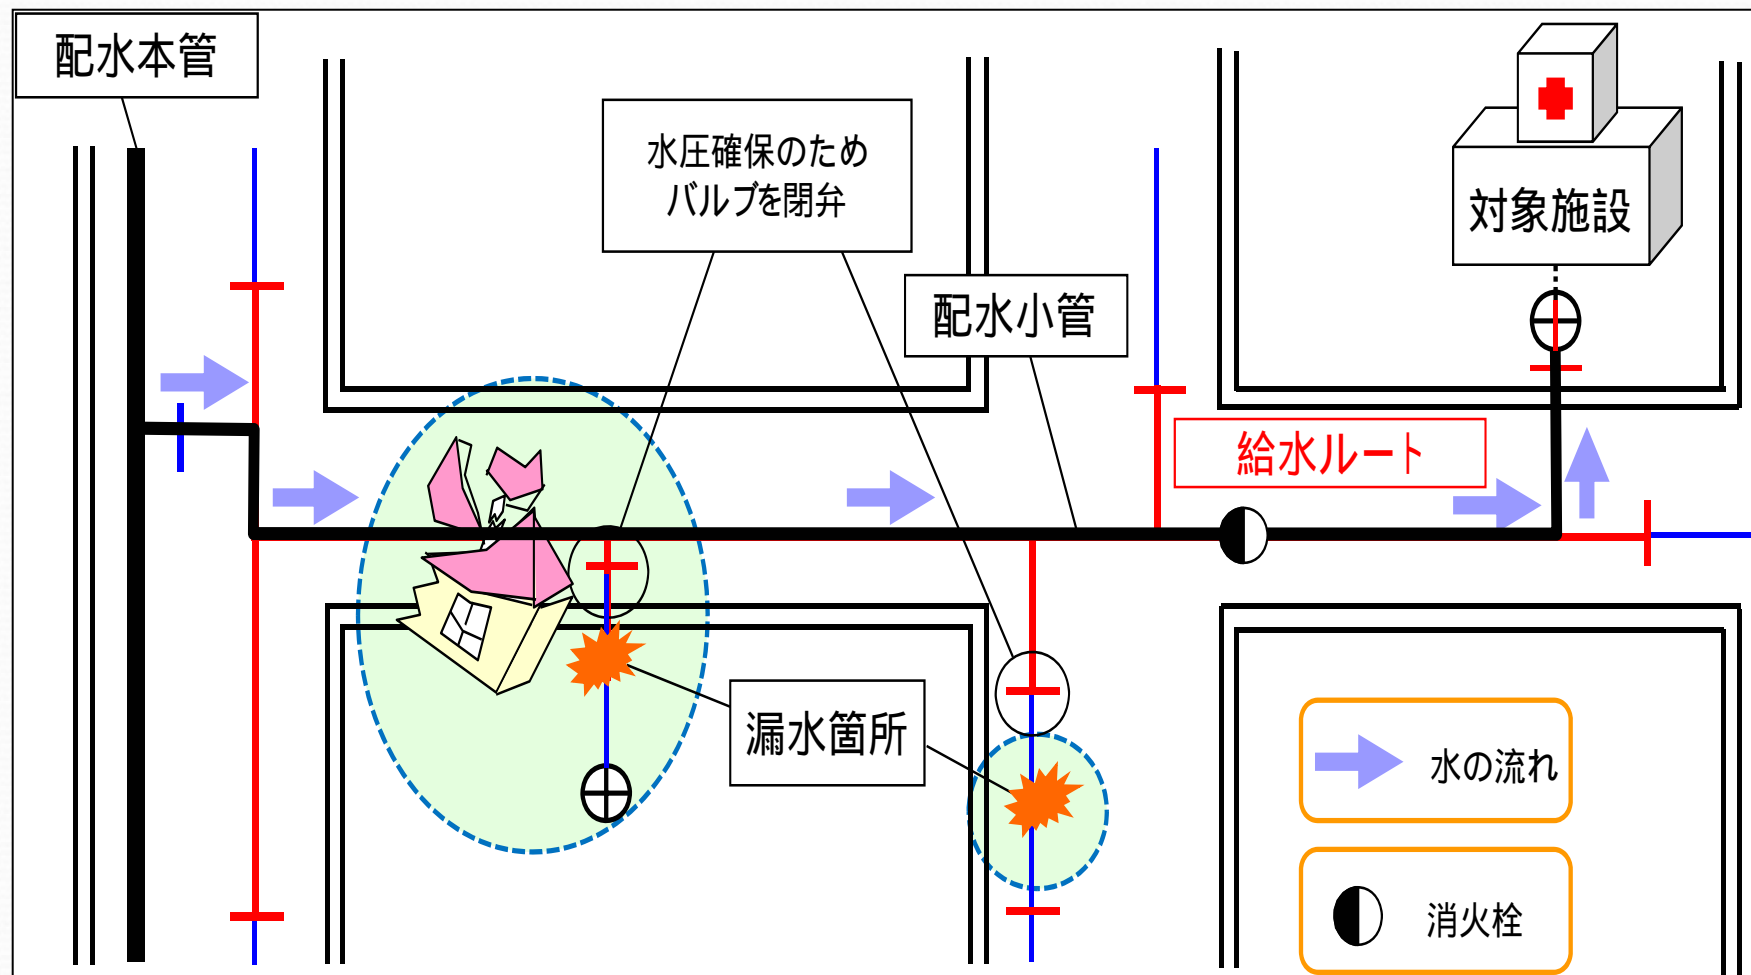 配水本管
水圧確保のため
バルブを閉弁
対象施設
配水小管
給水ルート
漏水箇所
水の流れ
消火栓